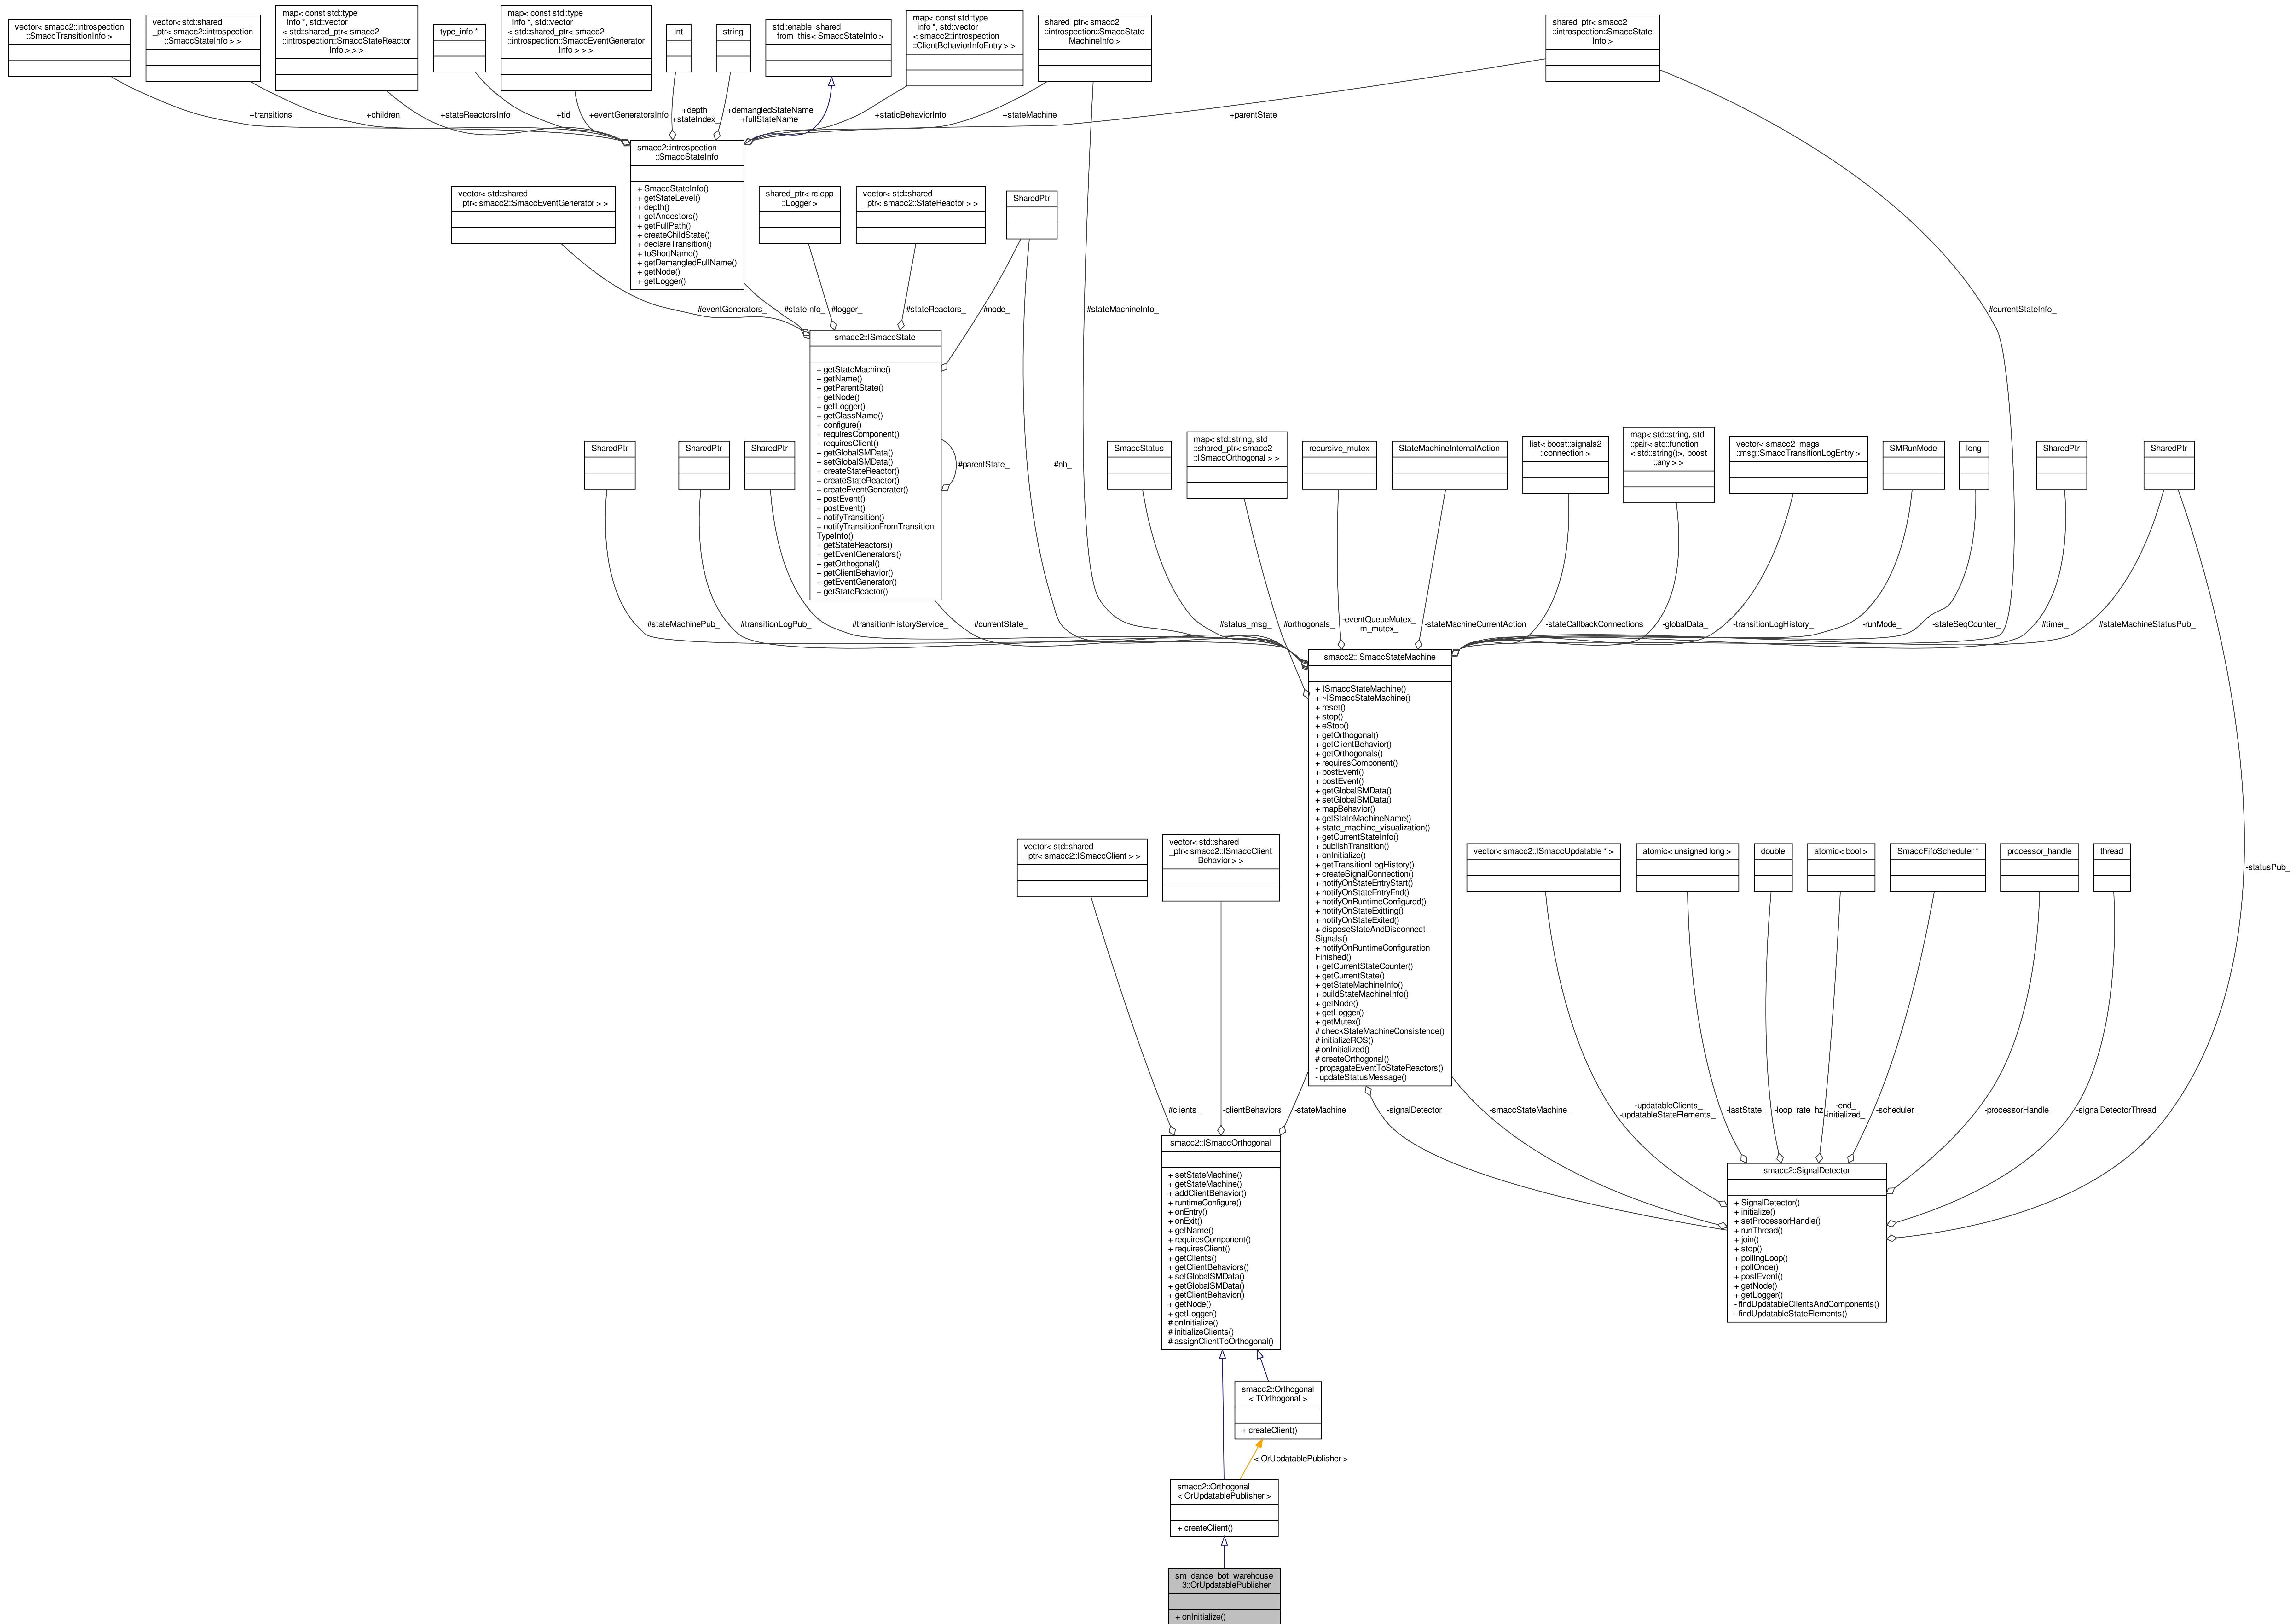 vector< smacc2::introspection
::SmaccTransitionInfo >
vector< std::shared
_ptr< smacc2::introspection
::SmaccStateInfo > >
map< const std::type
_info *, std::vector
< std::shared_ptr< smacc2
::introspection::SmaccStateReactor
Info > > >
type_info *
map< const std::type
_info *, std::vector
< std::shared_ptr< smacc2
::introspection::SmaccEventGenerator
Info > > >
int
string
std::enable_shared
_from_this< SmaccStateInfo >
map< const std::type
_info *, std::vector
< smacc2::introspection
::ClientBehaviorInfoEntry > >
shared_ptr< smacc2
::introspection::SmaccState
MachineInfo >
shared_ptr< smacc2
::introspection::SmaccState
Info >
+transitions_
+children_
+stateReactorsInfo
+tid_
+eventGeneratorsInfo
+depth_
+stateIndex_
+demangledStateName
+fullStateName
+staticBehaviorInfo
+stateMachine_
+parentState_
smacc2::introspection
::SmaccStateInfo
+ SmaccStateInfo()
+ getStateLevel()
+ depth()
+ getAncestors()
+ getFullPath()
+ createChildState()
+ declareTransition()
+ toShortName()
+ getDemangledFullName()
+ getNode()
+ getLogger()
vector< std::shared
_ptr< smacc2::SmaccEventGenerator > >
shared_ptr< rclcpp
::Logger >
vector< std::shared
_ptr< smacc2::StateReactor > >
SharedPtr
#eventGenerators_
#stateInfo_
#logger_
#stateReactors_
#node_
#stateMachineInfo_
#currentStateInfo_
smacc2::ISmaccState
+ getStateMachine()
+ getName()
+ getParentState()
+ getNode()
+ getLogger()
+ getClassName()
+ configure()
+ requiresComponent()
+ requiresClient()
+ getGlobalSMData()
+ setGlobalSMData()
+ createStateReactor()
+ createStateReactor()
+ createEventGenerator()
+ postEvent()
+ postEvent()
+ notifyTransition()
+ notifyTransitionFromTransition
TypeInfo()
+ getStateReactors()
+ getEventGenerators()
+ getOrthogonal()
+ getClientBehavior()
+ getEventGenerator()
+ getStateReactor()
#parentState_
#nh_
SharedPtr
SharedPtr
SharedPtr
SmaccStatus
map< std::string, std
::shared_ptr< smacc2
::ISmaccOrthogonal > >
recursive_mutex
StateMachineInternalAction
list< boost::signals2
::connection >
map< std::string, std
::pair< std::function
< std::string()>, boost
::any > >
vector< smacc2_msgs
::msg::SmaccTransitionLogEntry >
SMRunMode
long
SharedPtr
SharedPtr
#stateMachinePub_
#transitionLogPub_
#transitionHistoryService_
#currentState_
#status_msg_
#orthogonals_
-eventQueueMutex_
-m_mutex_
-stateMachineCurrentAction
-stateCallbackConnections
-globalData_
-transitionLogHistory_
-runMode_
-stateSeqCounter_
#timer_
#stateMachineStatusPub_
smacc2::ISmaccStateMachine
+ ISmaccStateMachine()
+ ~ISmaccStateMachine()
+ reset()
+ stop()
+ eStop()
+ getOrthogonal()
+ getClientBehavior()
+ getOrthogonals()
+ requiresComponent()
+ postEvent()
+ postEvent()
+ getGlobalSMData()
+ setGlobalSMData()
+ mapBehavior()
+ getStateMachineName()
+ state_machine_visualization()
+ getCurrentStateInfo()
+ publishTransition()
+ onInitialize()
+ getTransitionLogHistory()
+ createSignalConnection()
+ notifyOnStateEntryStart()
+ notifyOnStateEntryEnd()
+ notifyOnRuntimeConfigured()
+ notifyOnStateExitting()
+ notifyOnStateExited()
+ disposeStateAndDisconnect
Signals()
+ notifyOnRuntimeConfiguration
Finished()
+ getCurrentStateCounter()
+ getCurrentState()
+ getStateMachineInfo()
+ buildStateMachineInfo()
+ getNode()
+ getLogger()
+ getMutex()
# checkStateMachineConsistence()
# initializeROS()
# onInitialized()
# createOrthogonal()
- propagateEventToStateReactors()
- updateStatusMessage()
vector< std::shared
_ptr< smacc2::ISmaccClient > >
vector< std::shared
_ptr< smacc2::ISmaccClient
Behavior > >
vector< smacc2::ISmaccUpdatable * >
atomic< unsigned long >
double
atomic< bool >
SmaccFifoScheduler *
processor_handle
thread
-statusPub_
#clients_
-clientBehaviors_
-stateMachine_
-signalDetector_
-smaccStateMachine_
-updatableClients_
-updatableStateElements_
-lastState_
-loop_rate_hz
-end_
-initialized_
-scheduler_
-processorHandle_
-signalDetectorThread_
smacc2::ISmaccOrthogonal
+ setStateMachine()
+ getStateMachine()
+ addClientBehavior()
+ runtimeConfigure()
+ onEntry()
+ onExit()
+ getName()
+ requiresComponent()
+ requiresClient()
+ getClients()
+ getClientBehaviors()
+ setGlobalSMData()
+ getGlobalSMData()
+ getClientBehavior()
+ getNode()
+ getLogger()
# onInitialize()
# initializeClients()
# assignClientToOrthogonal()
smacc2::SignalDetector
+ SignalDetector()
+ initialize()
+ setProcessorHandle()
+ runThread()
+ join()
+ stop()
+ pollingLoop()
+ pollOnce()
+ postEvent()
+ getNode()
+ getLogger()
- findUpdatableClientsAndComponents()
- findUpdatableStateElements()
smacc2::Orthogonal
< TOrthogonal >
+ createClient()
< OrUpdatablePublisher >
smacc2::Orthogonal
< OrUpdatablePublisher >
+ createClient()
sm_dance_bot_warehouse
_3::OrUpdatablePublisher
+ onInitialize()